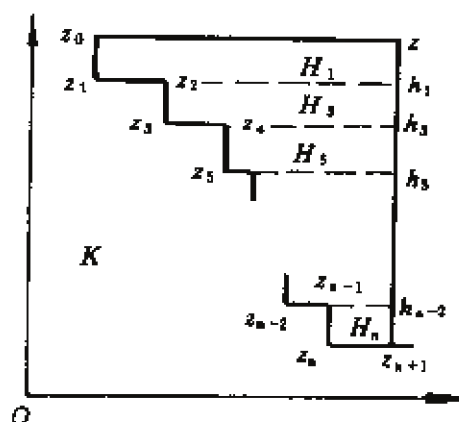 z₀ z
H₁
z₁ z₂ h₁
H₃
z₃ z₄ h₃
H₅
z₅ h₅
K
zₙ₋₁
zₙ₋₂ hₙ₋₂
Hₙ
zₙ zₙ₊₁
O